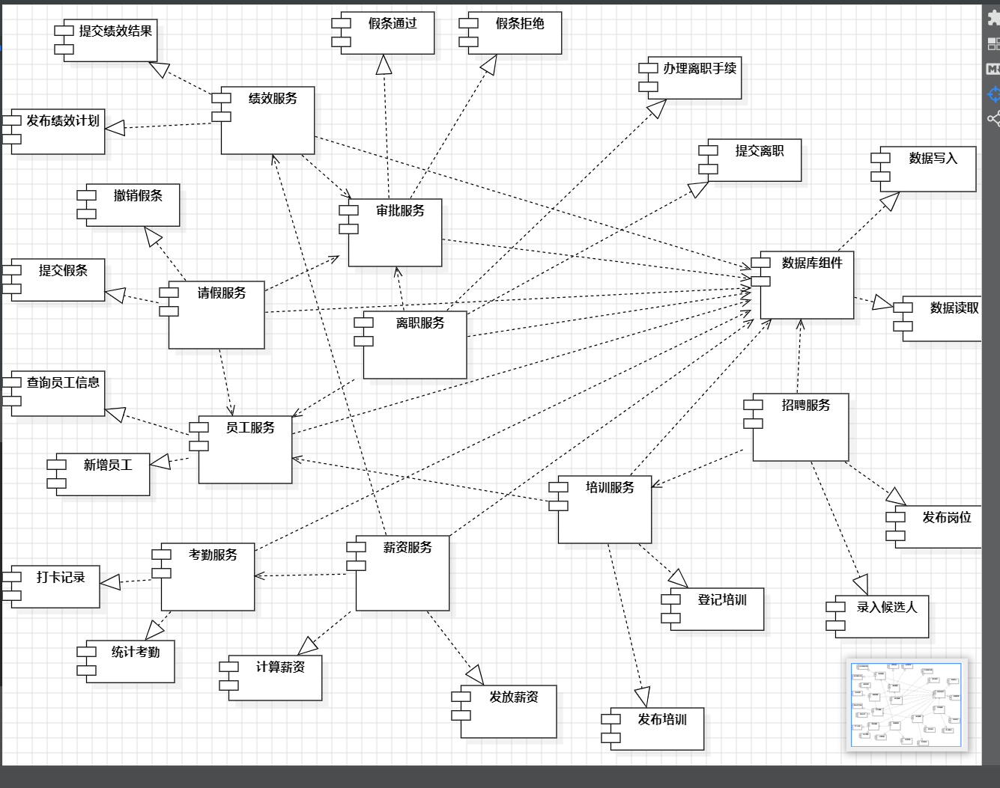 假条通过
假条拒绝
提交绩效结果
办理离职手续
绩效服务
发布绩效计划
提交离职
数据写入
撤销假条
审批服务
数据库组件
提交假条
请假服务
数据读取
离职服务
查询员工信息
招聘服务
员工服务
新增员工
培训服务
发布岗位
薪资服务
考勤服务
打卡记录
登记培训
录入候选人
统计考勤
计算薪资
发放薪资
发布培训